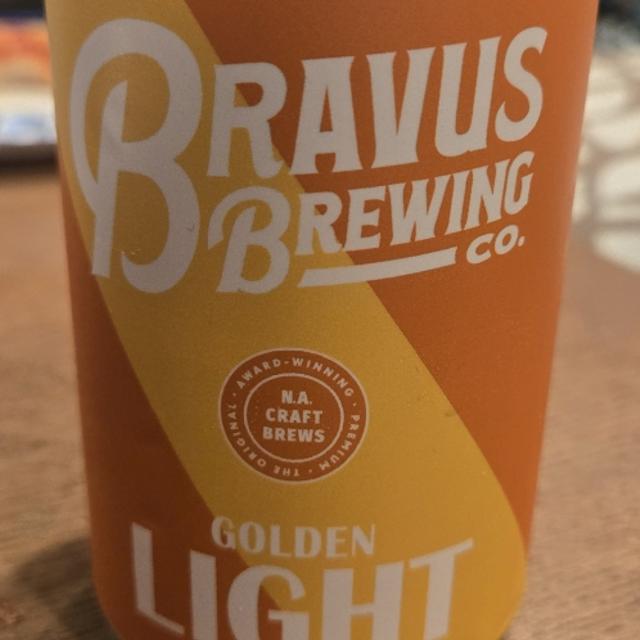 BRAVUS
BREWING
CO.
· AWARD-WINNING · PREMIUM · THE ORIGINAL
N.A.
CRAFT
BREWS
GOLDEN
LIGHT